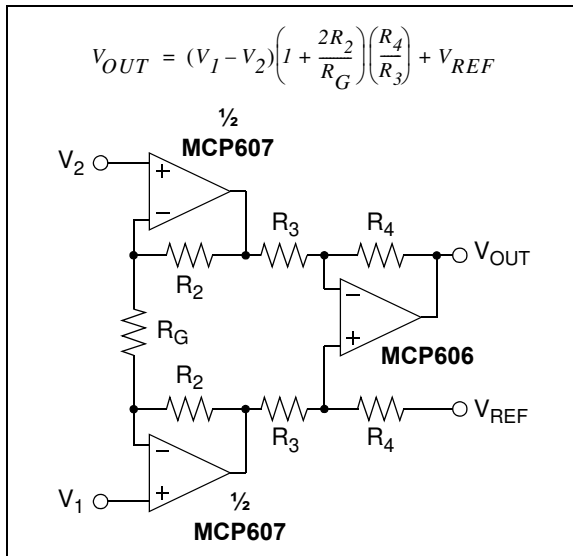 V_OUT = (V_1 – V_2)(1 + 2R_2/R_G)(R_4/R_3) + V_REF
½
MCP607
V_2
+
–
R_3
R_4
V_OUT
R_2
–
+
R_G
MCP606
R_2
R_3
R_4
V_REF
–
+
V_1
½
MCP607